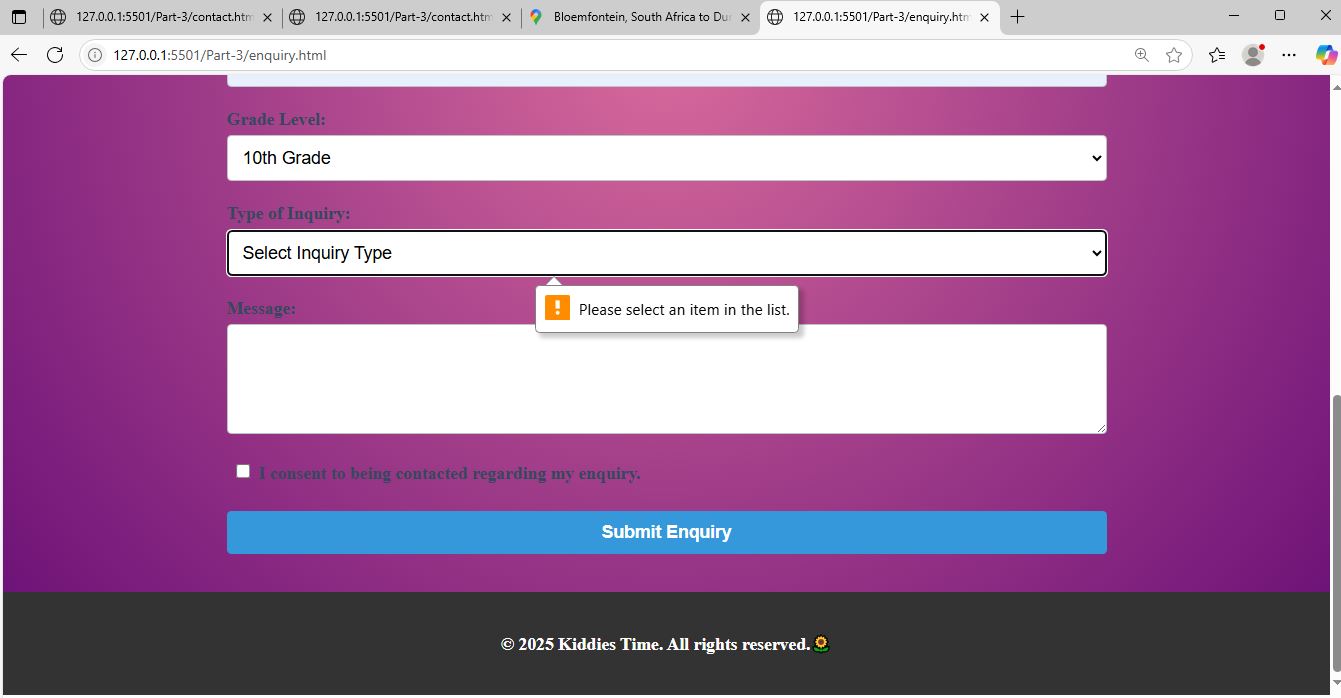 127.0.0.1:5501/Part-3/contact.htm
127.0.0.1:5501/Part-3/contact.htm
Bloemfontein, South Africa to Dur
127.0.0.1:5501/Part-3/enquiry.htm
127.0.0.1:5501/Part-3/enquiry.html
Grade Level:
10th Grade
Type of Inquiry:
Select Inquiry Type
Please select an item in the list.
Message:
I consent to being contacted regarding my enquiry.
Submit Enquiry
© 2025 Kiddies Time. All rights reserved.🌻